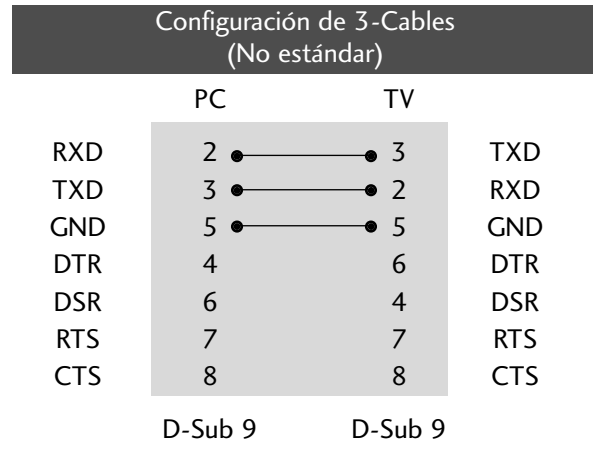 Configuración de 3-Cables
(No estándar)
PC TV
RXD 2 3 TXD
TXD 3 2 RXD
GND 5 5 GND
DTR 4 6 DTR
DSR 6 4 DSR
RTS 7 7 RTS
CTS 8 8 CTS
D-Sub 9 D-Sub 9